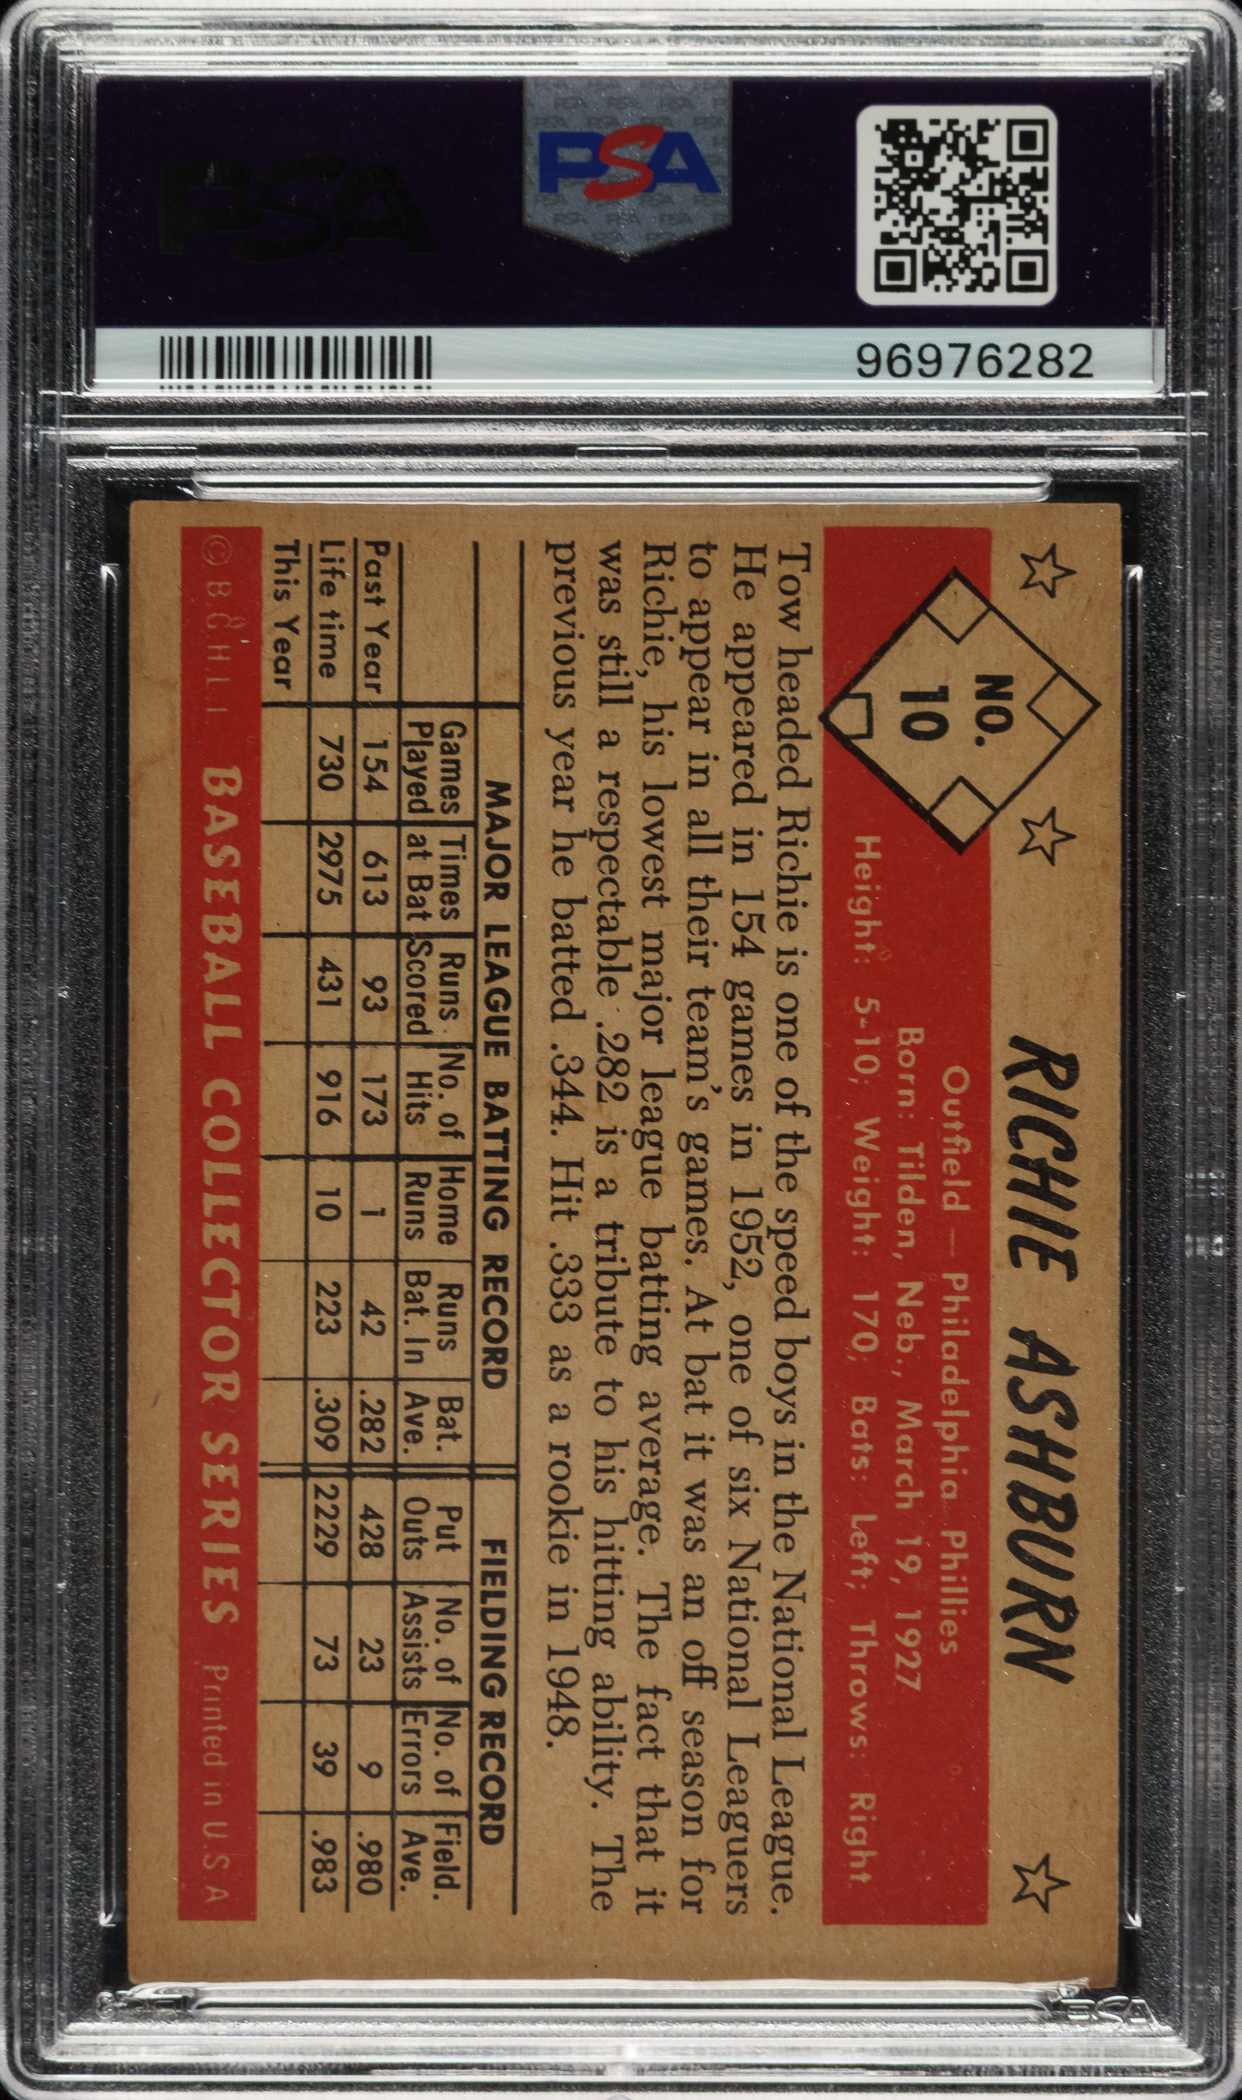 PSA
PSA
96976282
NO.
10
RICHIE ASHBURN
Outfield — Philadelphia Phillies
Born: Tilden, Neb., March 19, 1927
Height: 5-10; Weight: 170; Bats: Left; Throws: Right
Tow headed Richie is one of the speed boys in the National League.
He appeared in 154 games in 1952, one of six National Leaguers
to appear in all their team's games. At bat it was an off season for
Richie, his lowest major league batting average. The fact that it
was still a respectable .282 is a tribute to his hitting ability. The
previous year he batted .344. Hit .333 as a rookie in 1948.
MAJOR LEAGUE BATTING RECORD FIELDING RECORD
Games Times Runs No. of Home Runs Bat. Put No. of No. of Field.
Played at Bat Scored Hits Runs Bat. In Ave. Outs Assists Errors Ave.
Past Year 154 613 93 173 1 42 .282 428 23 9 .980
Life time 730 2975 431 916 10 223 .309 2229 73 39 .983
This Year
© B.G.H.L.I. BASEBALL COLLECTOR SERIES Printed in U.S.A
PSA